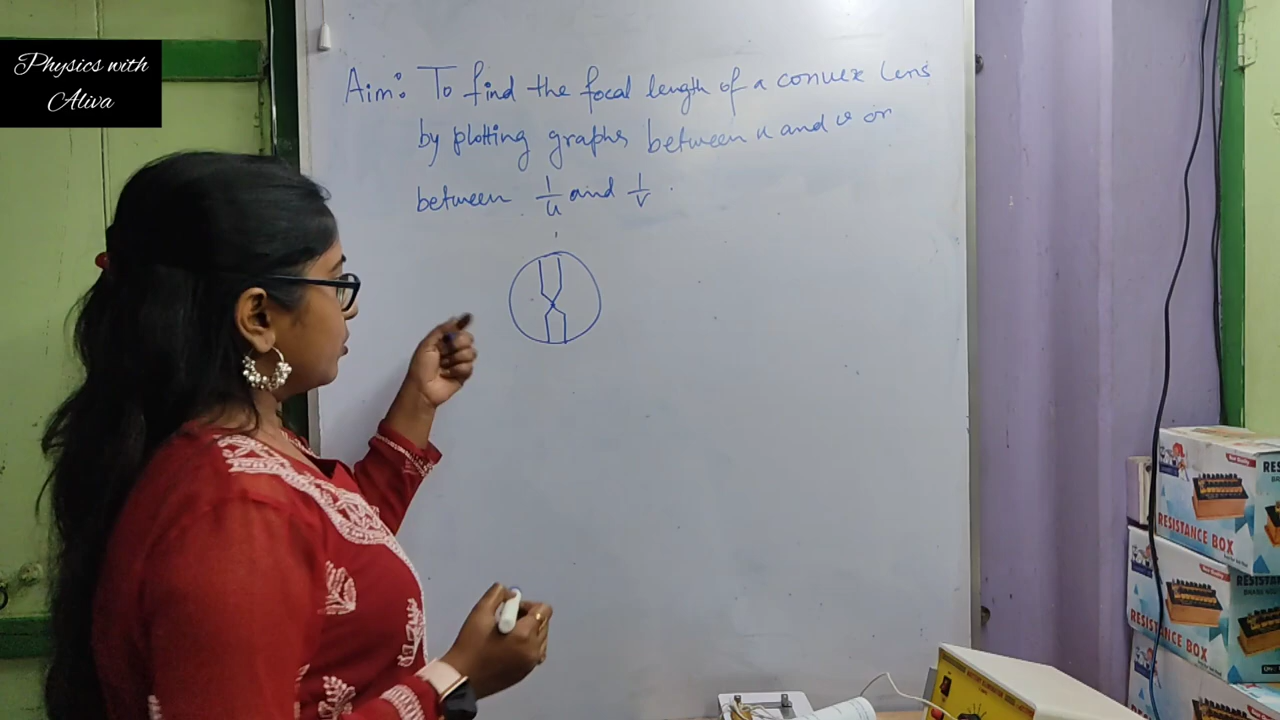 Physics with
Aliva
Aim: To find the focal length of a convex lens
by plotting graphs between u and v or
between 1/u and 1/v.
RESISTANCE BOX
RESISTANCE BOX